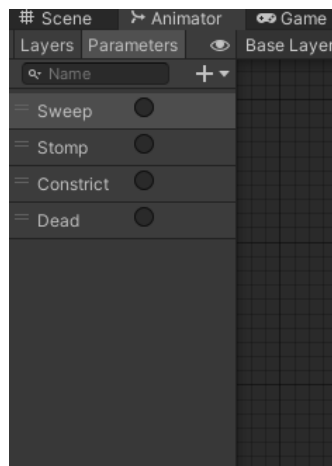 Scene Animator Game
Layers Parameters Base Layer
Name
Sweep
Stomp
Constrict
Dead